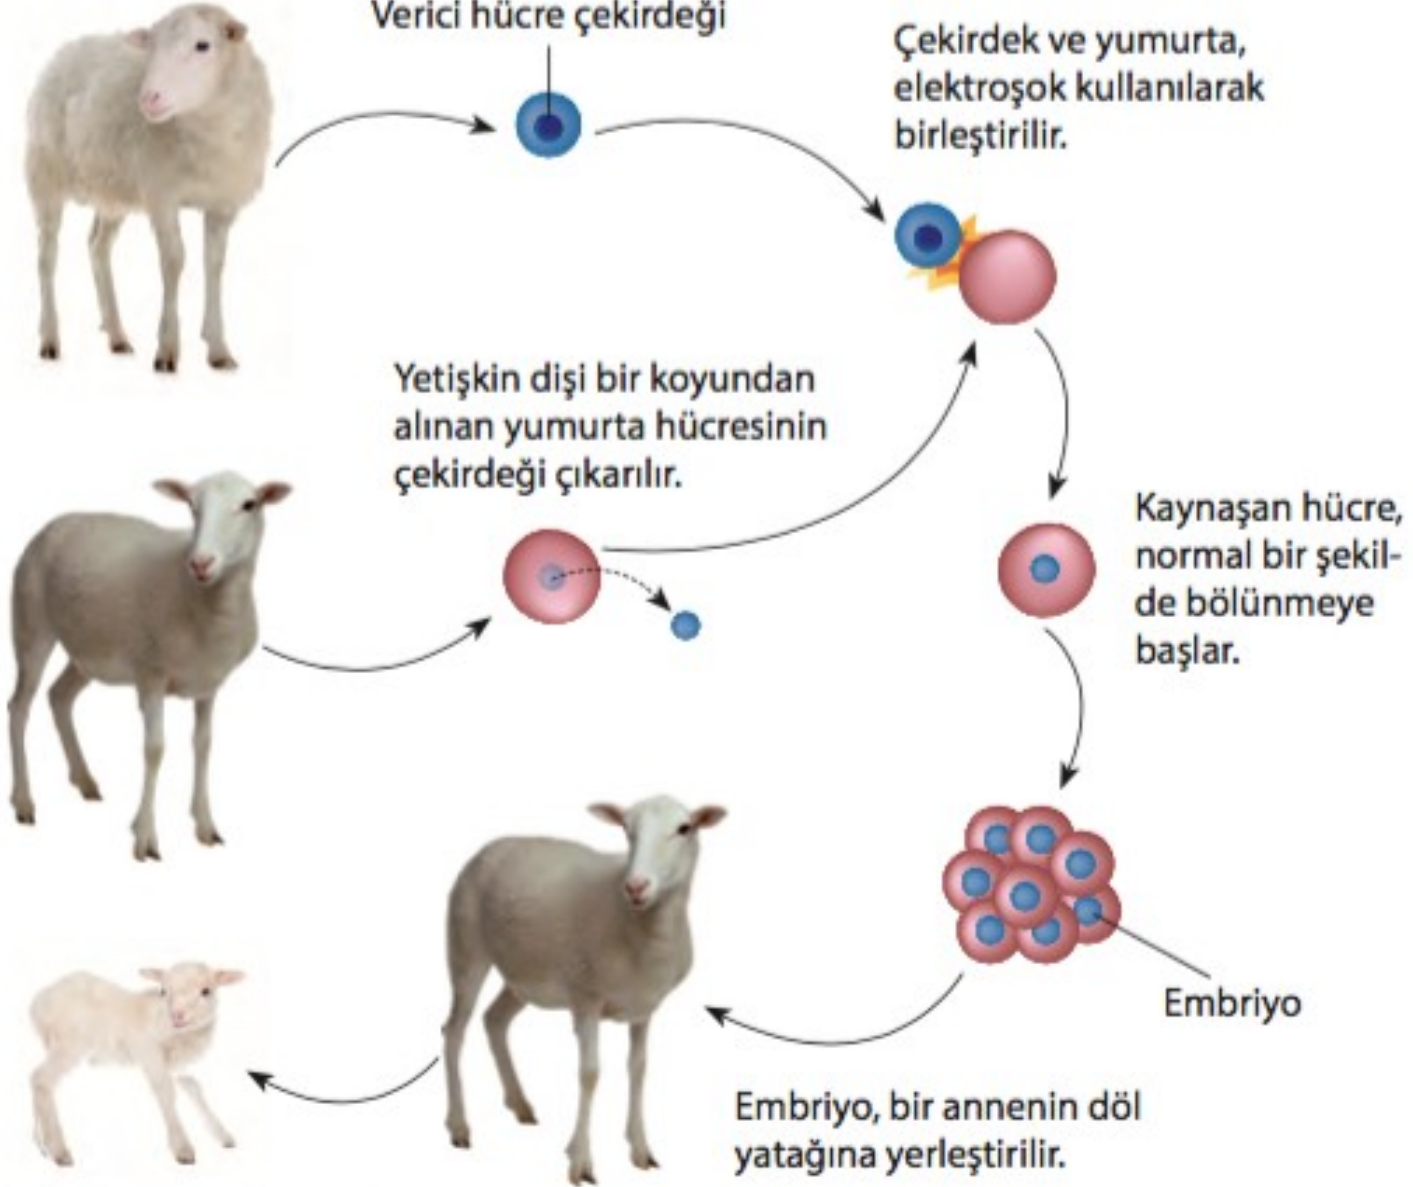 Verici hücre çekirdeği
Çekirdek ve yumurta,
elektroşok kullanılarak
birleştirilir.
Yetişkin dişi bir koyundan
alınan yumurta hücresinin
çekirdeği çıkarılır.
Kaynaşan hücre,
normal bir şekil-
de bölünmeye
başlar.
Embriyo
Embriyo, bir annenin döl
yatağına yerleştirilir.